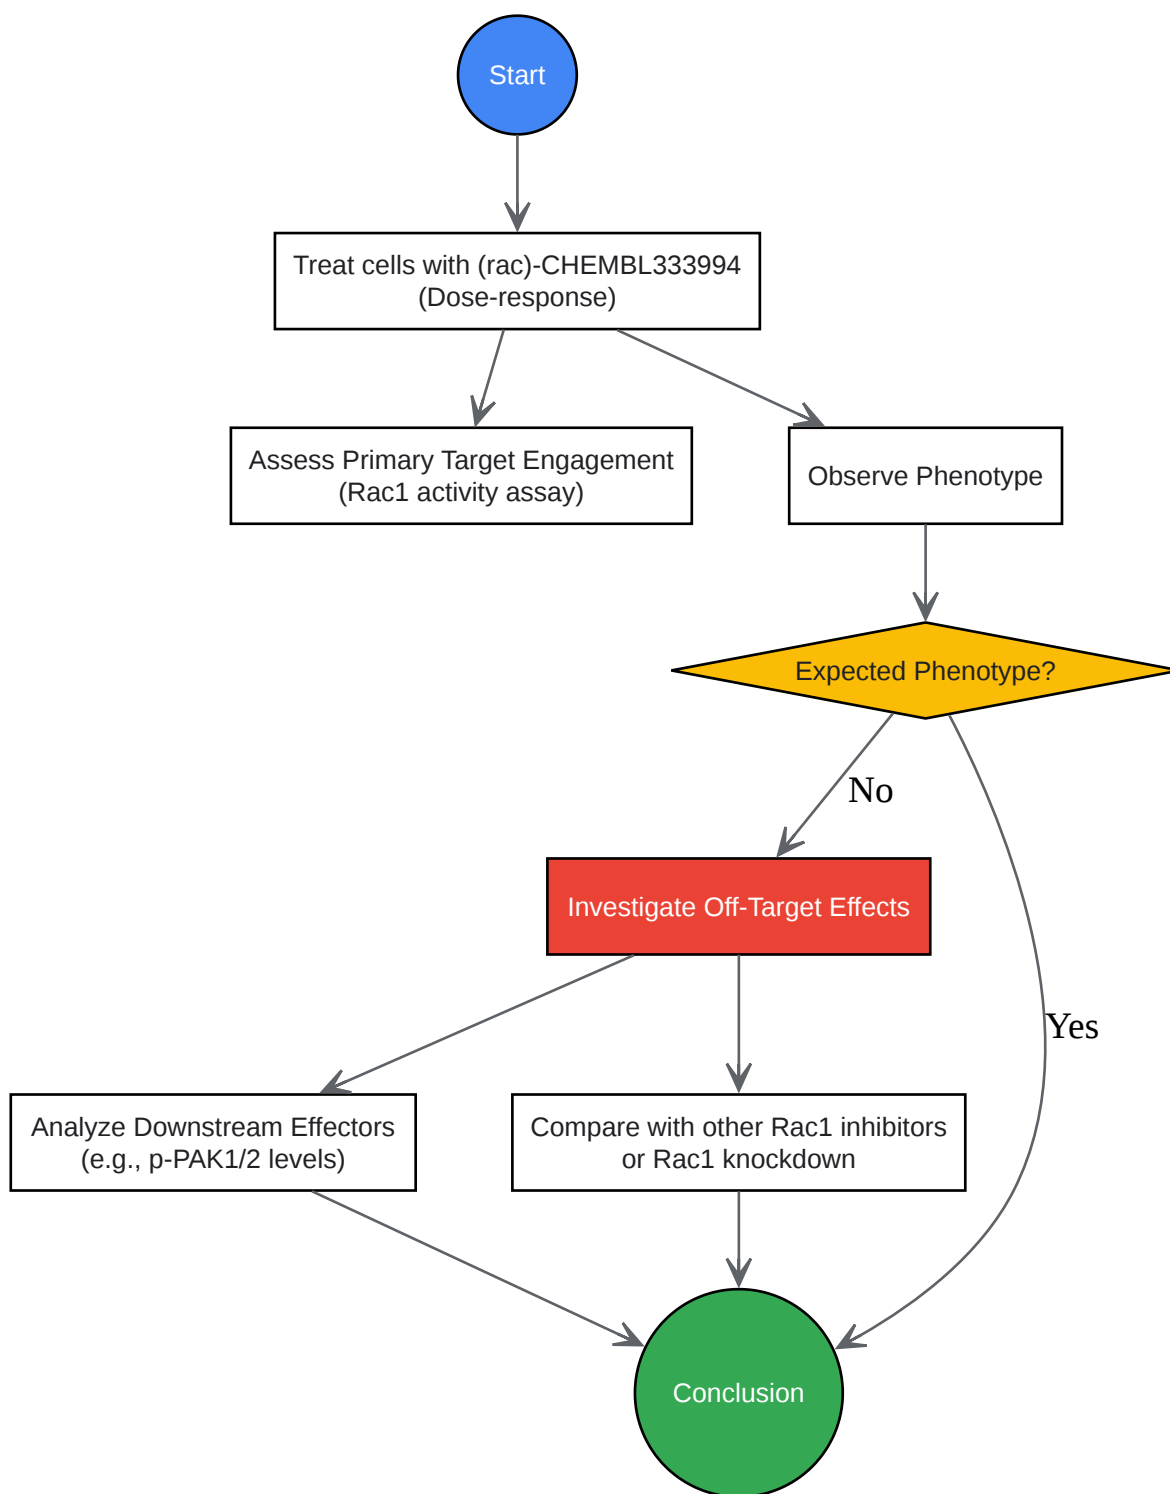 Start
Treat cells with (rac)-CHEMBL333994
(Dose-response)
Assess Primary Target Engagement
(Rac1 activity assay)
Observe Phenotype
Expected Phenotype?
No
Investigate Off-Target Effects
Yes
Analyze Downstream Effectors
(e.g., p-PAK1/2 levels)
Compare with other Rac1 inhibitors
or Rac1 knockdown
Conclusion